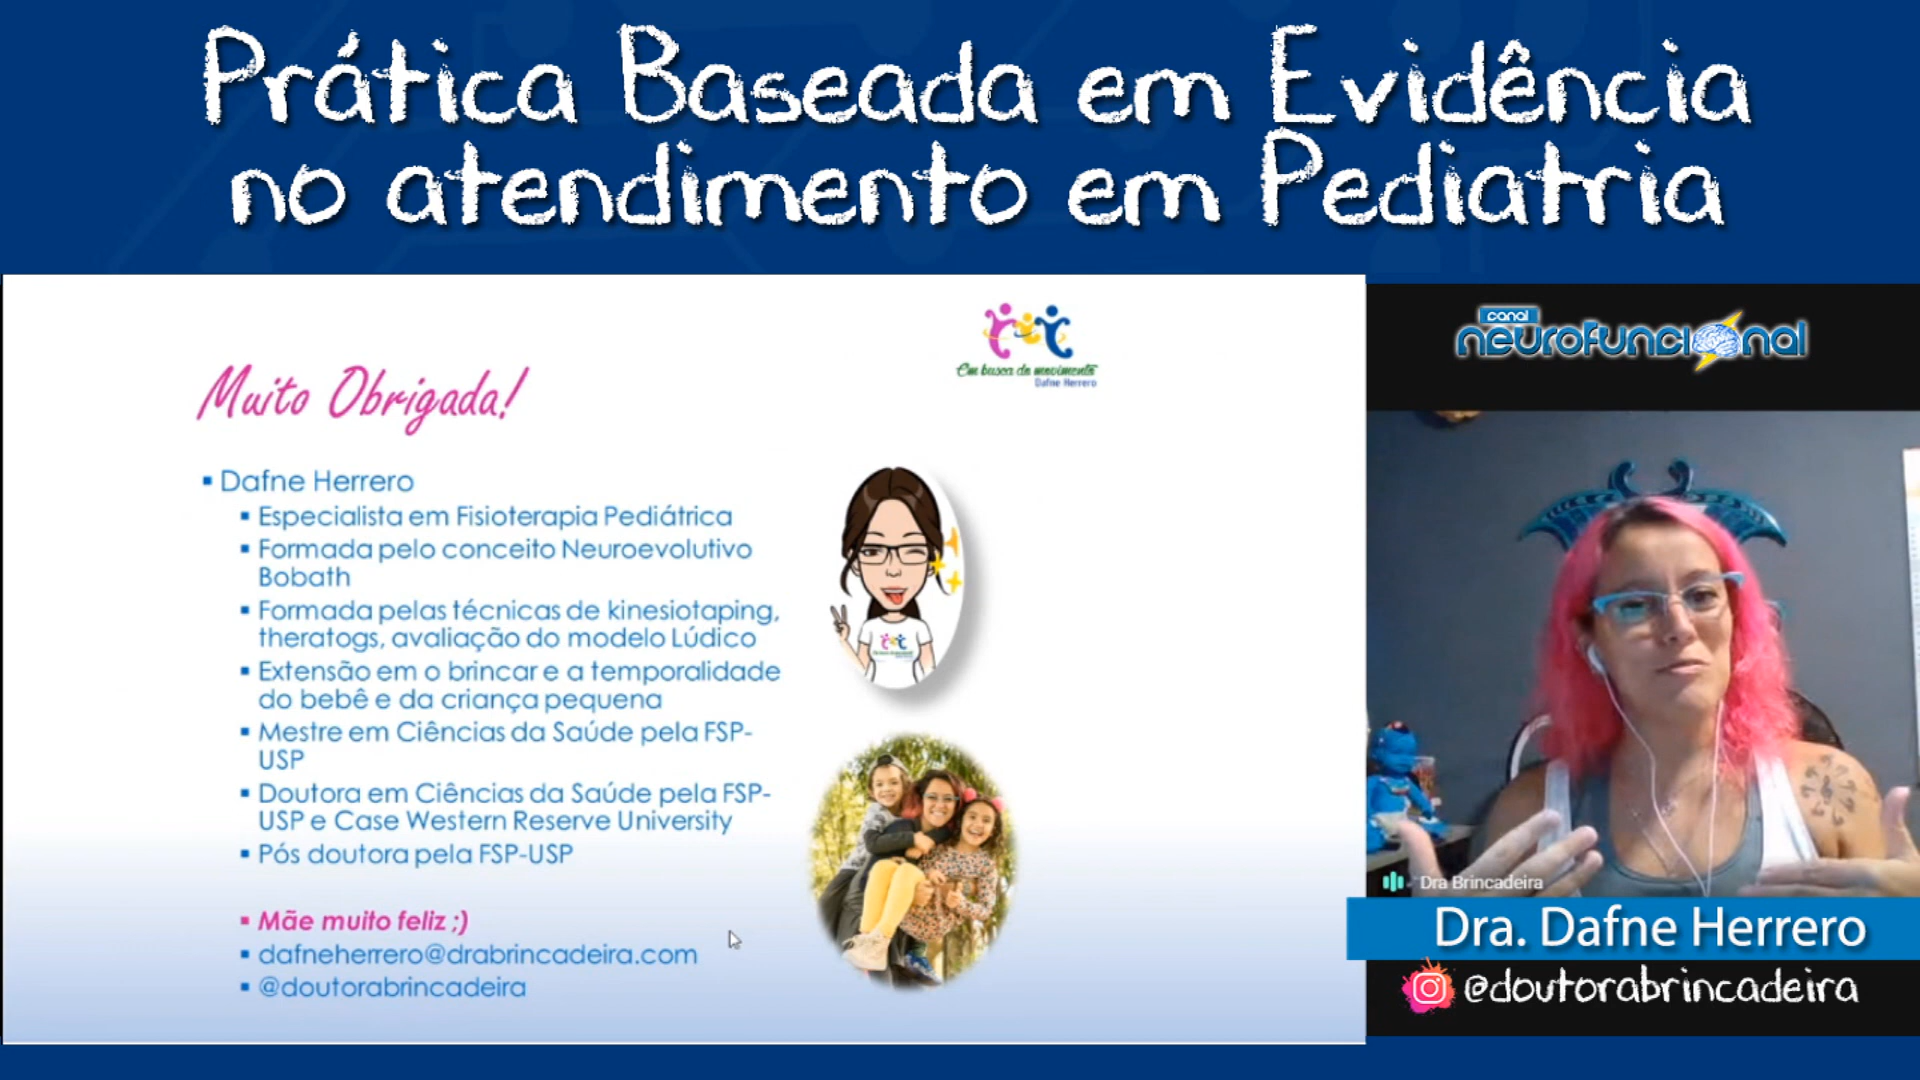 Prática Baseada em Evidência
no atendimento em Pediatria
canal
neurofuncional
Em busca do movimento
Dafne Herrero
Muito Obrigada!
▪ Dafne Herrero
▪ Especialista em Fisioterapia Pediátrica
▪ Formada pelo conceito Neuroevolutivo
Bobath
▪ Formada pelas técnicas de kinesiotaping,
theratogs, avaliação do modelo Lúdico
▪ Extensão em o brincar e a temporalidade
do bebê e da criança pequena
▪ Mestre em Ciências da Saúde pela FSP-
USP
▪ Doutora em Ciências da Saúde pela FSP-
USP e Case Western Reserve University
▪ Pós doutora pela FSP-USP
▪ Mãe muito feliz ;)
▪ dafneherrero@drabrincadeira.com
▪ @doutorabrincadeira
Dra Brincadeira
Dra. Dafne Herrero
@doutorabrincadeira